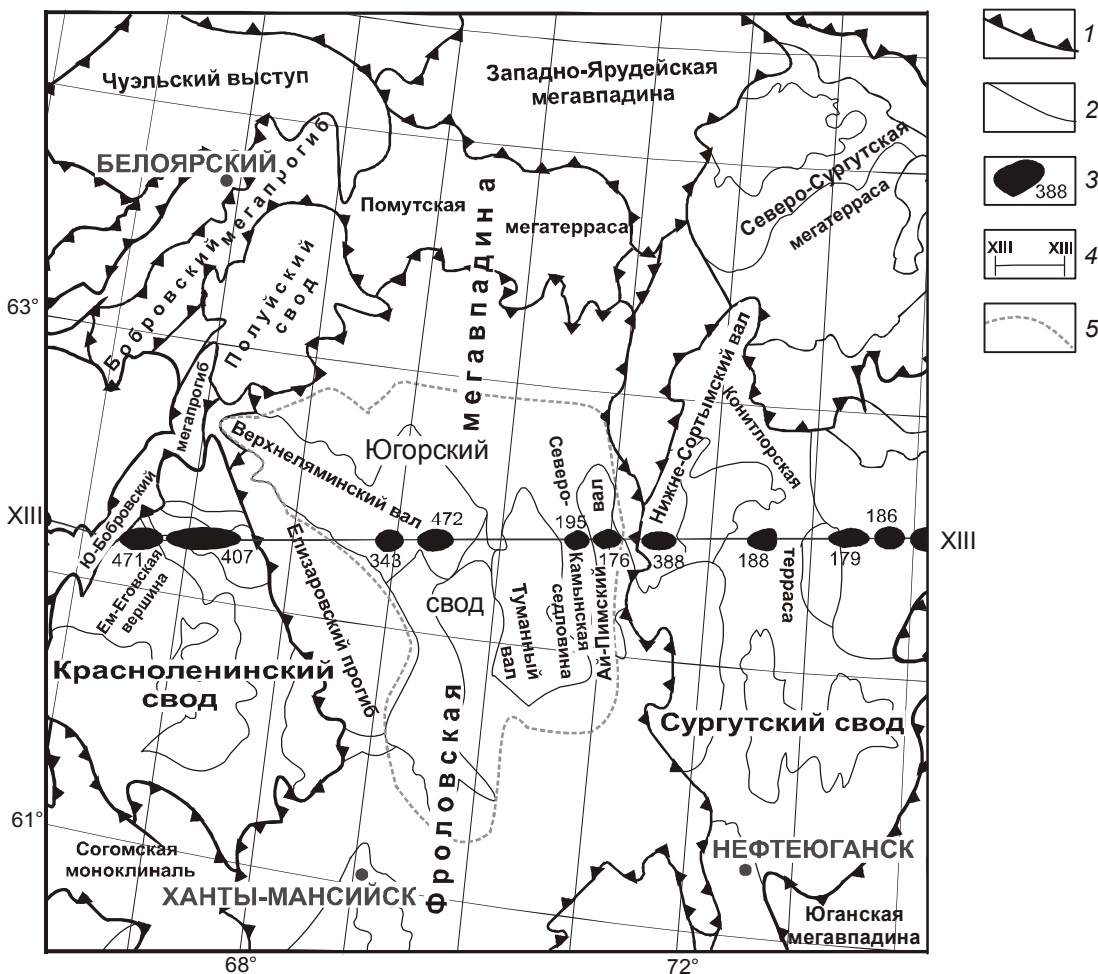 Чуэльский выступ
Западно-Ярудейская
мегавпадина
БЕЛОЯРСКИЙ
Бобровский мегапрогиб
Помутская
мегатерраса
Северо-Сургутская
мегатерраса
Полуйский
свод
63°
мегапрогиб
Ю-Бобровский
Верхнеляминский вал
Югорский
свод
Северо-
Камынская
седловина
вал
Ай-Пимский
Нижне-Сортымский вал
Конитлорская
терраса
XIII
471
407
343
472
195
176
388
188
179
186
XIII
Ем-Еговская
вершина
Елизаровский прогиб
Туманный
вал
Красноленинский
свод
Сургутский свод
Фроловская
мегавпадина
61°
Согомская
моноклиналь
ХАНТЫ-МАНСИЙСК
НЕФТЕЮГАНСК
Юганская
мегавпадина
68°
72°
1
2
388
3
XIII XIII
4
5